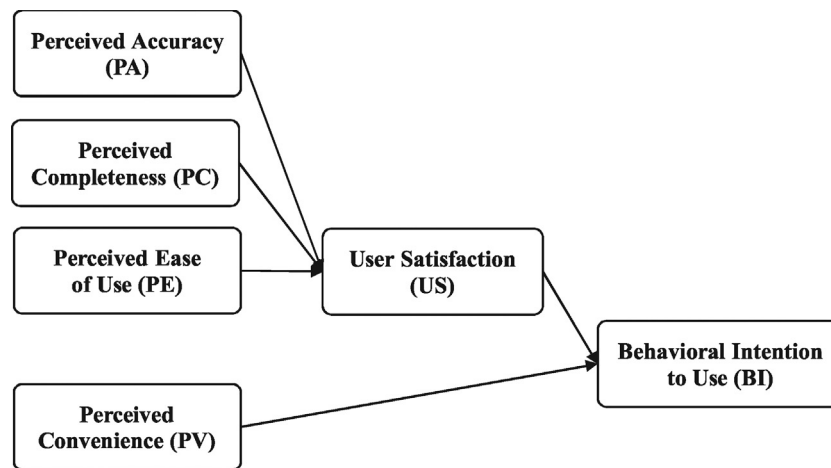 Perceived Accuracy
(PA)
Perceived
Completeness (PC)
Perceived Ease
of Use (PE)
User Satisfaction
(US)
Behavioral Intention
to Use (BI)
Perceived
Convenience (PV)